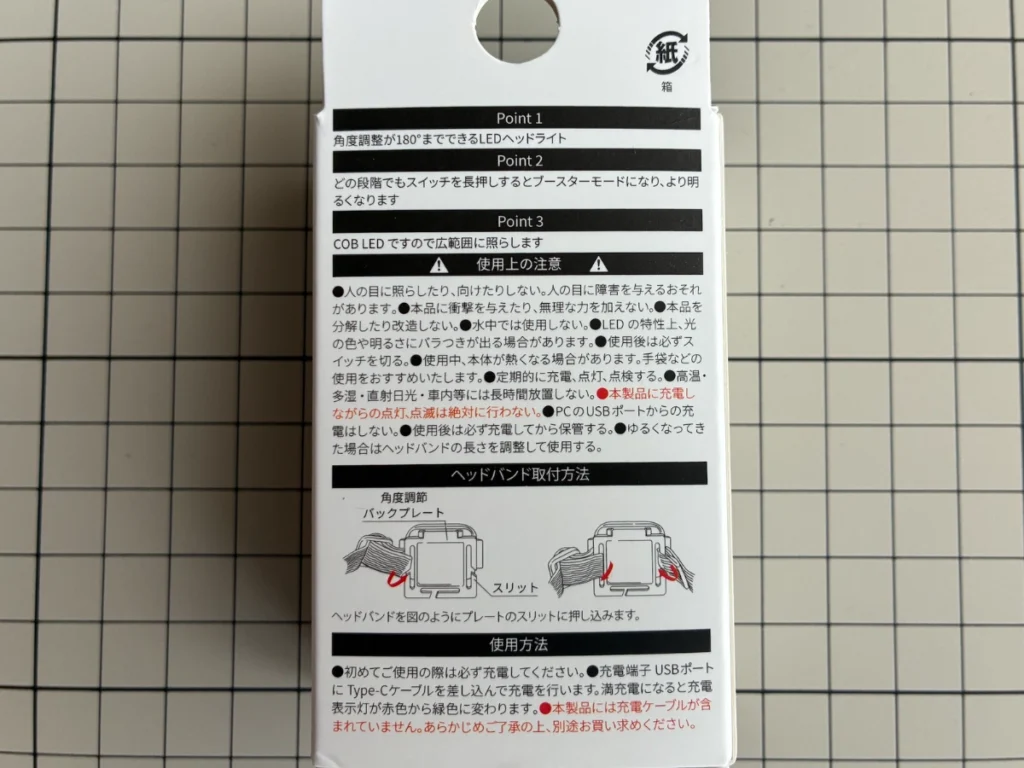 紙
箱
Point 1
角度調整が180°までできるLEDヘッドライト
Point 2
どの段階でもスイッチを長押しするとブースターモードになり、より明
るくなります
Point 3
COB LED ですので広範囲に照らします
使用上の注意
●人の目に照らしたり、向けたりしない。人の目に障害を与えるおそれ
があります。●本品に衝撃を与えたり、無理な力を加えない。●本品を
分解したり改造しない。●水中では使用しない。●LED の特性上、光
の色や明るさにバラつきが出る場合があります。●使用後は必ずス
イッチを切る。●使用中、本体が熱くなる場合があります。手袋などの
使用をおすすめいたします。●定期的に充電、点灯、点検する。●高温・
多湿・直射日光・車内等には長時間放置しない。●本製品に充電し
ながらの点灯、点滅は絶対に行わない。●PCのUSBポートからの充
電はしない。●使用後は必ず充電してから保管する。●ゆるくなってき
た場合はヘッドバンドの長さを調整して使用する。
ヘッドバンド取付方法
角度調節
バックプレート
スリット
ヘッドバンドを図のようにプレートのスリットに押し込みます。
使用方法
●初めてご使用の際は必ず充電してください。●充電端子 USBポート
に Type-Cケーブルを差し込んで充電を行います。満充電になると充電
表示灯が赤色から緑色に変わります。●本製品には充電ケーブルが含
まれていません。あらかじめご了承の上、別途お買い求めください。